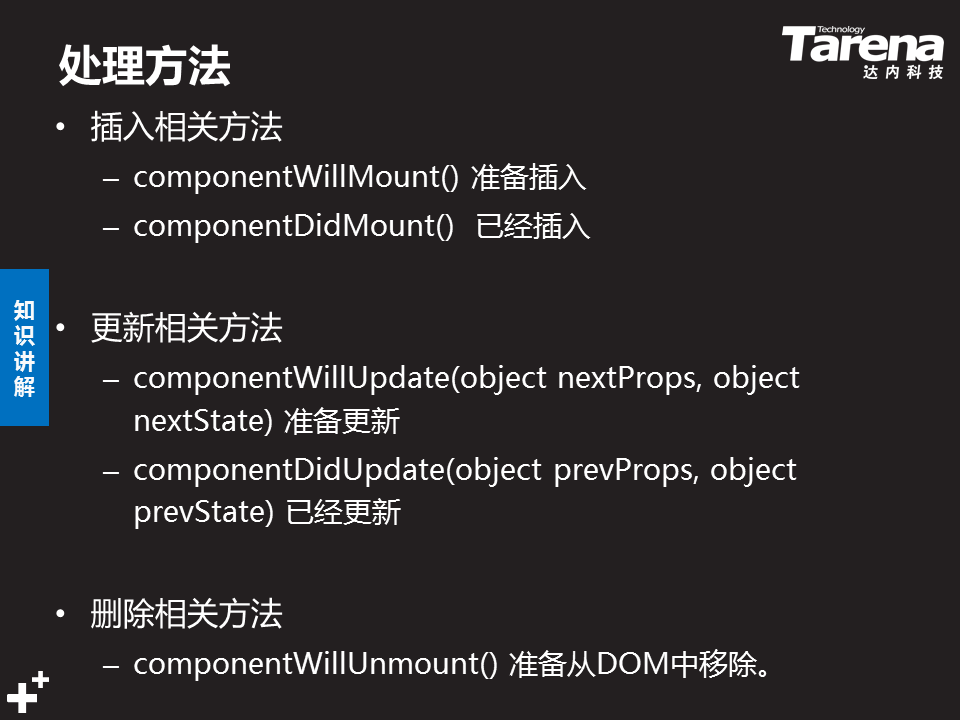 处理方法
Technology
Tarena
达内科技
• 插入相关方法
– componentWillMount() 准备插入
– componentDidMount() 已经插入
知
识
讲
解
• 更新相关方法
– componentWillUpdate(object nextProps, object
nextState) 准备更新
– componentDidUpdate(object prevProps, object
prevState) 已经更新
• 删除相关方法
– componentWillUnmount() 准备从DOM中移除。